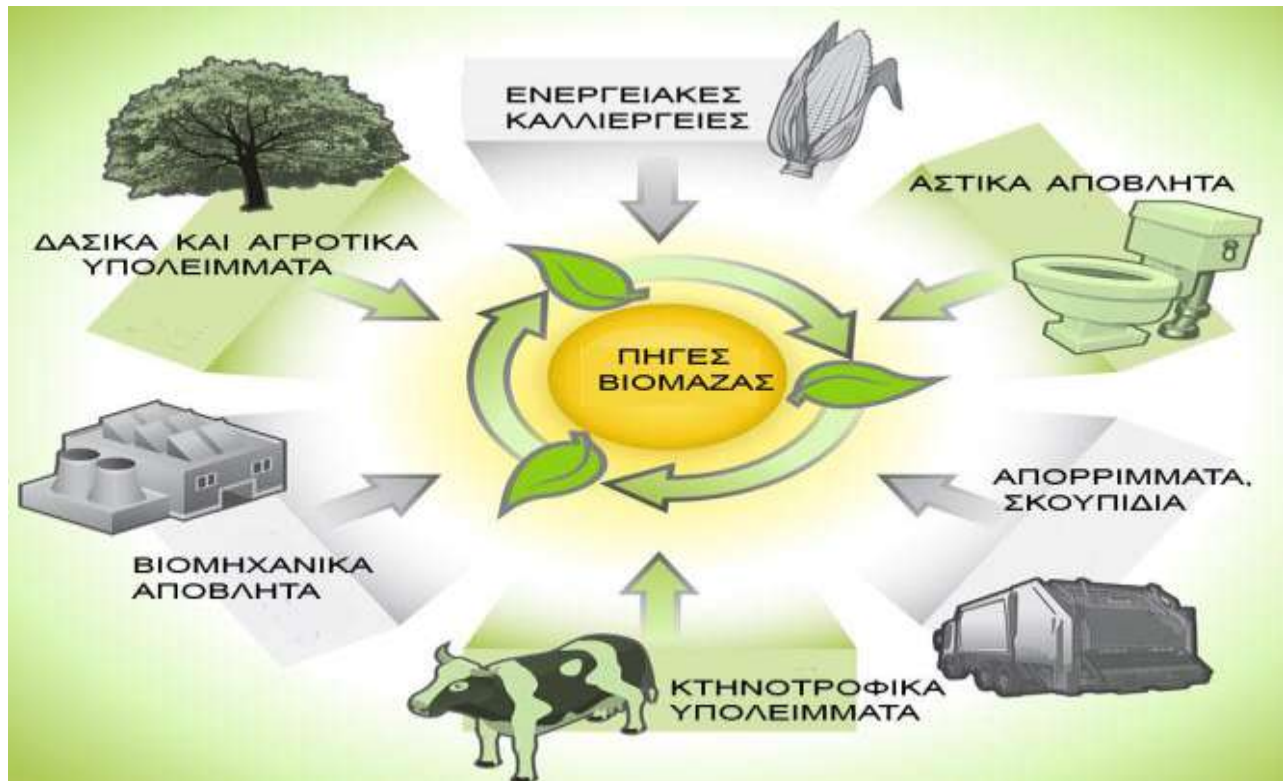 ΕΝΕΡΓΕΙΑΚΕΣ
ΚΑΛΛΙΕΡΓΕΙΕΣ
ΑΣΤΙΚΑ ΑΠΟΒΛΗΤΑ
ΔΑΣΙΚΑ ΚΑΙ ΑΓΡΟΤΙΚΑ
ΥΠΟΛΕΙΜΜΑΤΑ
ΠΗΓΕΣ
ΒΙΟΜΑΖΑΣ
ΑΠΟΡΡΙΜΜΑΤΑ,
ΣΚΟΥΠΙΔΙΑ
ΒΙΟΜΗΧΑΝΙΚΑ
ΑΠΟΒΛΗΤΑ
ΚΤΗΝΟΤΡΟΦΙΚΑ
ΥΠΟΛΕΙΜΜΑΤΑ